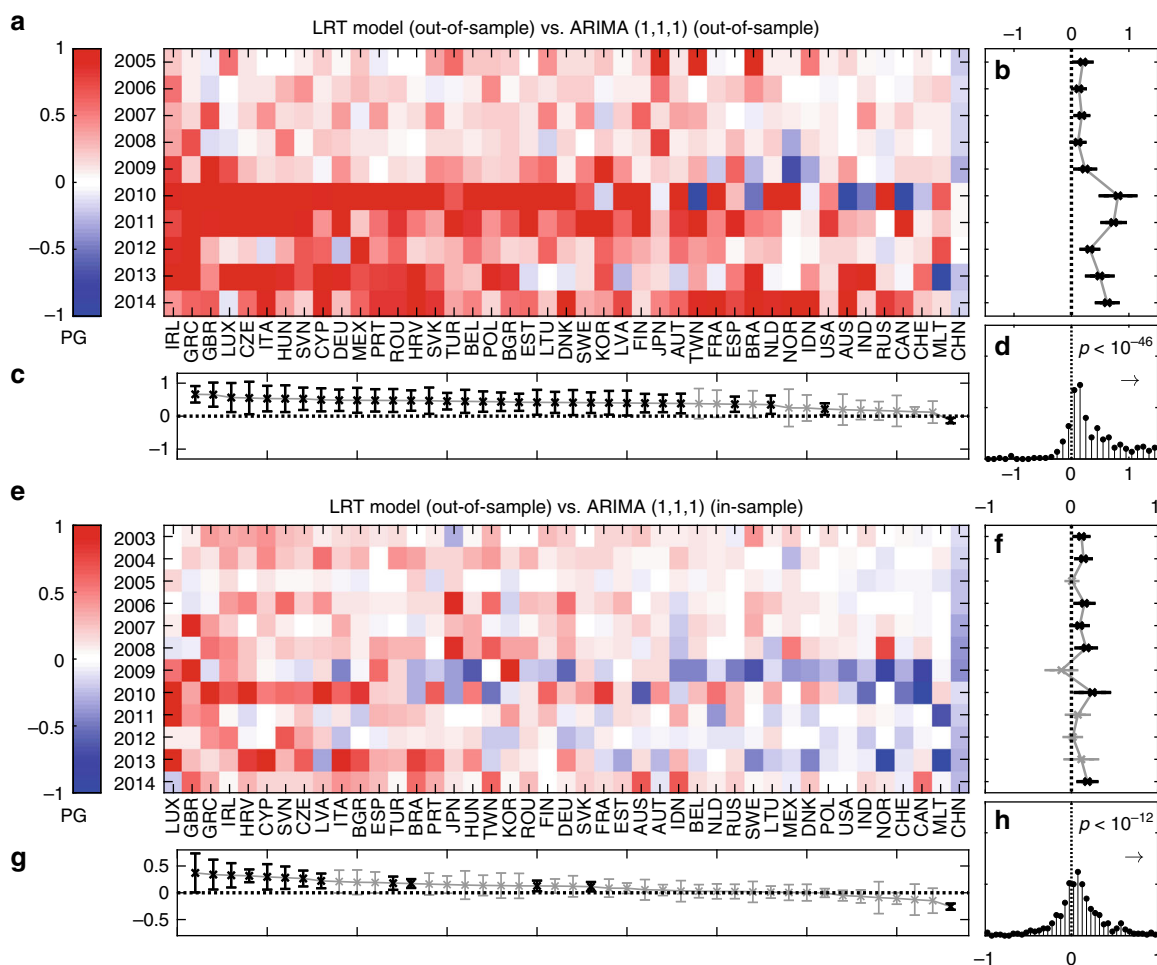 a
LRT model (out-of-sample) vs. ARIMA (1,1,1) (out-of-sample)
1
0.5
0
−0.5
−1
PG
2005
2006
2007
2008
2009
2010
2011
2012
2013
2014
IRL GRC GBR LUX CZE ITA HUN SVN CYP DEU MEX PRT ROU HRV SVK TUR BEL POL BGR EST LTU DNK SWE KOR LVA FIN JPN AUT TWN FRA ESP BRA NLD NOR IDN USA AUS IND RUS CAN CHE MLT CHN
−1 0 1
b
c
1
0
−1
d
p < 10−46
→
−1 0 1
e
LRT model (out-of-sample) vs. ARIMA (1,1,1) (in-sample)
1
0.5
0
−0.5
−1
PG
2003
2004
2005
2006
2007
2008
2009
2010
2011
2012
2013
2014
LUX GBR GRC IRL HRV CYP SVN CZE LVA ITA BGR ESP TUR BRA PRT JPN HUN TWN KOR ROU FIN DEU SVK FRA EST AUS AUT IDN BEL NLD RUS SWE LTU MEX DNK POL USA IND NOR CHE CAN MLT CHN
−1 0 1
f
g
0.5
0
−0.5
h
p < 10−12
→
−1 0 1